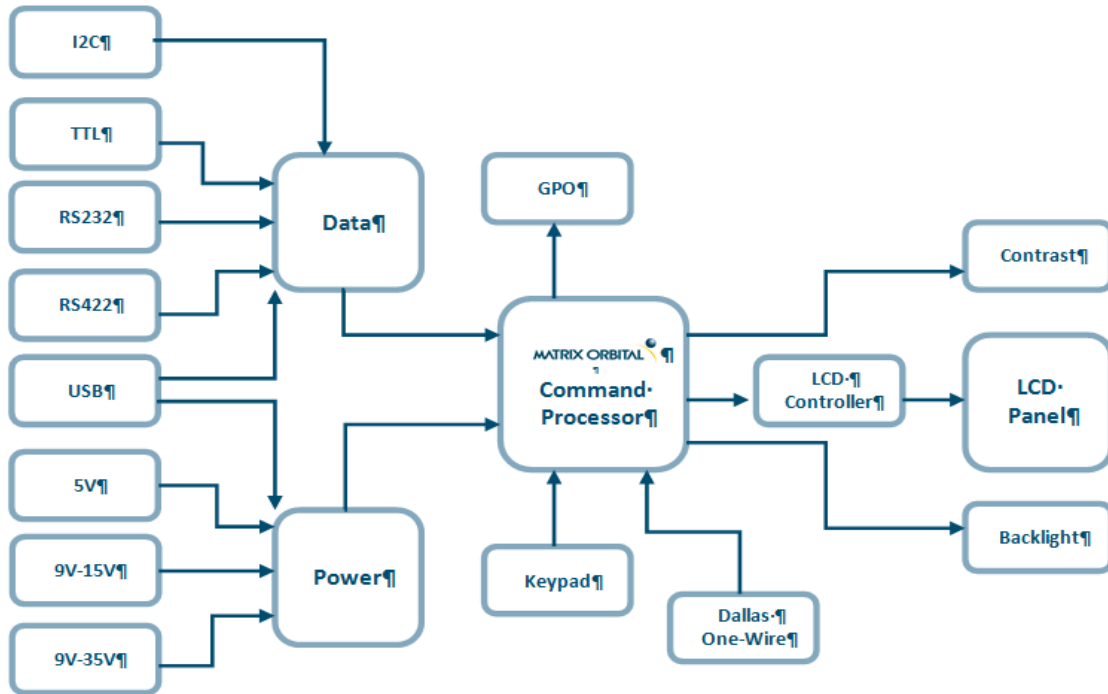 I2C¶
TTL¶
RS232¶
RS422¶
USB¶
5V¶
9V-15V¶
9V-35V¶
Data¶
Power¶
GPO¶
MATRIX ORBITAL ¶
¶
Command·
Processor¶
Keypad¶
Dallas·¶
One-Wire¶
LCD·¶
Controller¶
Contrast¶
LCD·
Panel¶
Backlight¶